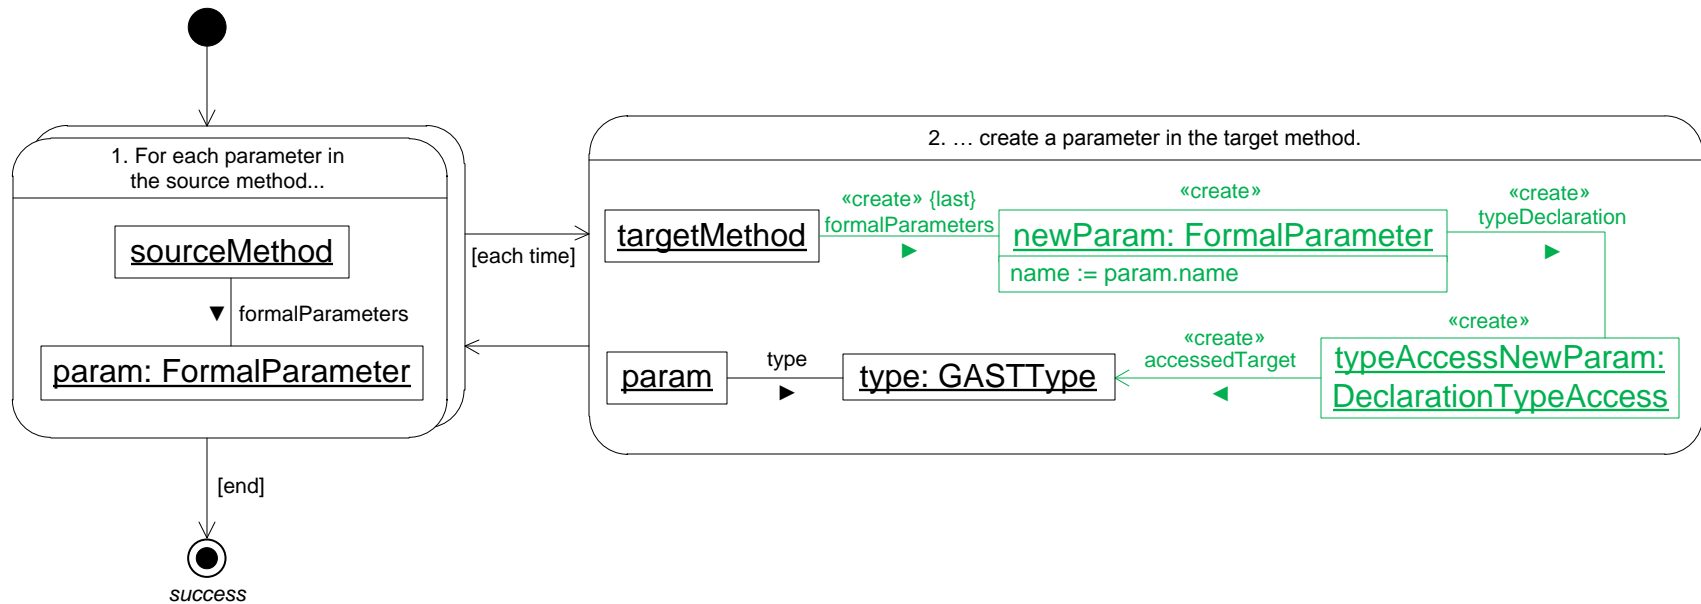 1. For each parameter in
the source method...
sourceMethod
▼ formalParameters
param: FormalParameter
[each time]
[end]
success
2. … create a parameter in the target method.
targetMethod
«create» {last}
formalParameters
►
«create»
newParam: FormalParameter
name := param.name
«create»
typeDeclaration
►
«create»
typeAccessNewParam:
DeclarationTypeAccess
«create»
accessedTarget
◄
param
type
►
type: GASTType